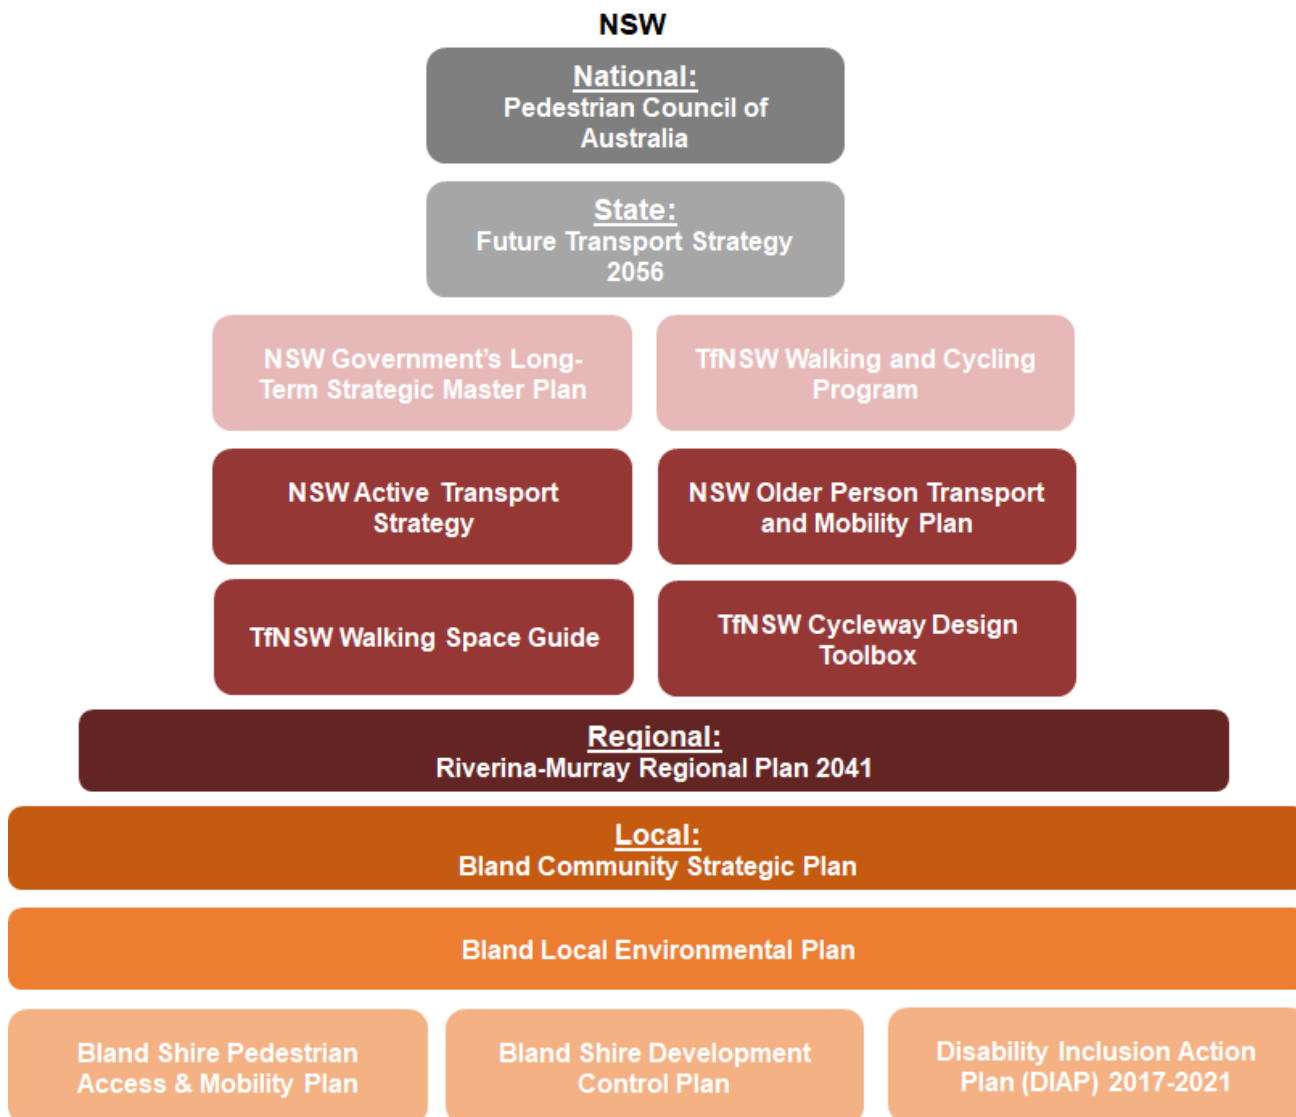 NSW
National:
Pedestrian Council of
Australia
State:
Future Transport Strategy
2056
NSW Government’s Long-
Term Strategic Master Plan
TfNSW Walking and Cycling
Program
NSW Active Transport
Strategy
NSW Older Person Transport
and Mobility Plan
TfNSW Walking Space Guide
TfNSW Cycleway Design
Toolbox
Regional:
Riverina-Murray Regional Plan 2041
Local:
Bland Community Strategic Plan
Bland Local Environmental Plan
Bland Shire Pedestrian
Access & Mobility Plan
Bland Shire Development
Control Plan
Disability Inclusion Action
Plan (DIAP) 2017-2021